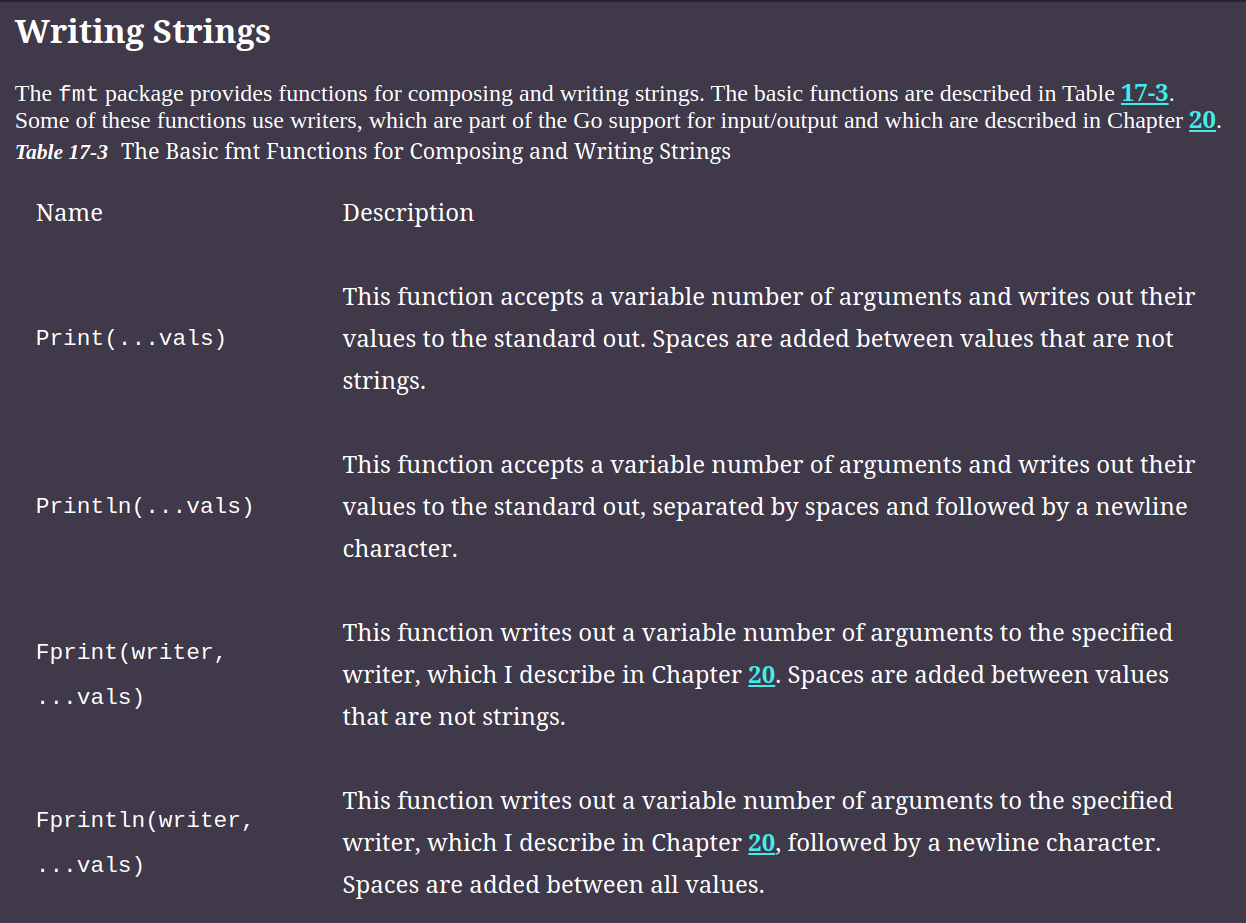 Writing Strings
The fmt package provides functions for composing and writing strings. The basic functions are described in Table 17-3.
Some of these functions use writers, which are part of the Go support for input/output and which are described in Chapter 20.
Table 17-3 The Basic fmt Functions for Composing and Writing Strings
Name Description
This function accepts a variable number of arguments and writes out their
Print(...vals) values to the standard out. Spaces are added between values that are not
strings.
This function accepts a variable number of arguments and writes out their
Println(...vals) values to the standard out, separated by spaces and followed by a newline
character.
Fprint(writer,
...vals)
This function writes out a variable number of arguments to the specified
writer, which I describe in Chapter 20. Spaces are added between values
that are not strings.
Fprintln(writer,
...vals)
This function writes out a variable number of arguments to the specified
writer, which I describe in Chapter 20, followed by a newline character.
Spaces are added between all values.